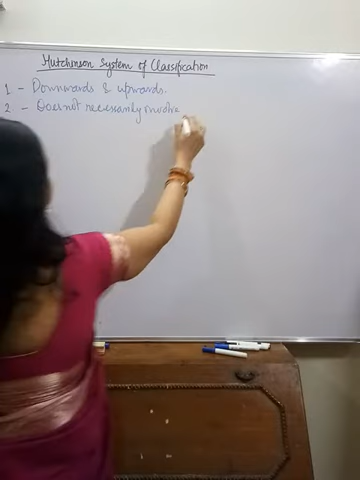 Hutchinson System of Classification
1 - Downwards & upwards.
2 - Does not necessarily involve